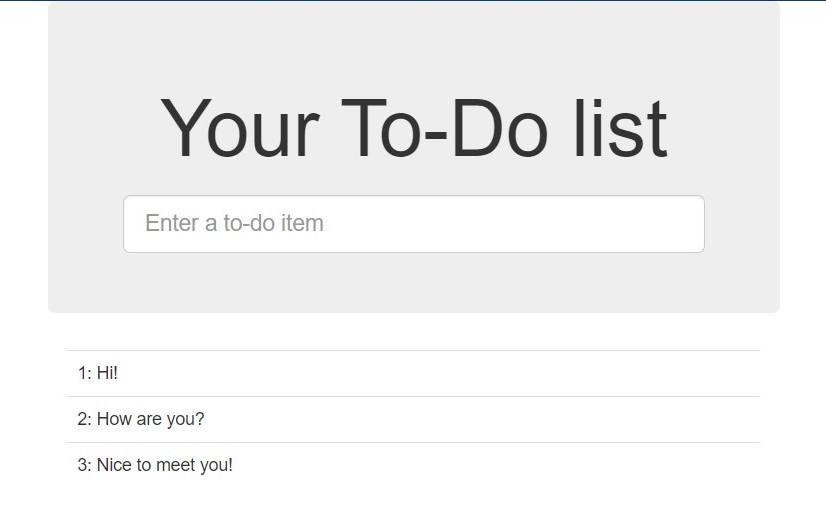 Your To-Do list
Enter a to-do item
1: Hi!
2: How are you?
3: Nice to meet you!